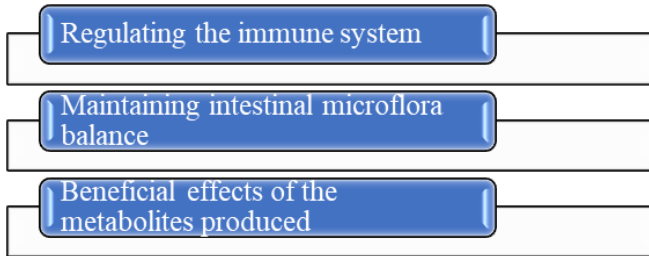 Regulating the immune system
Maintaining intestinal microflora
balance
Beneficial effects of the
metabolites produced